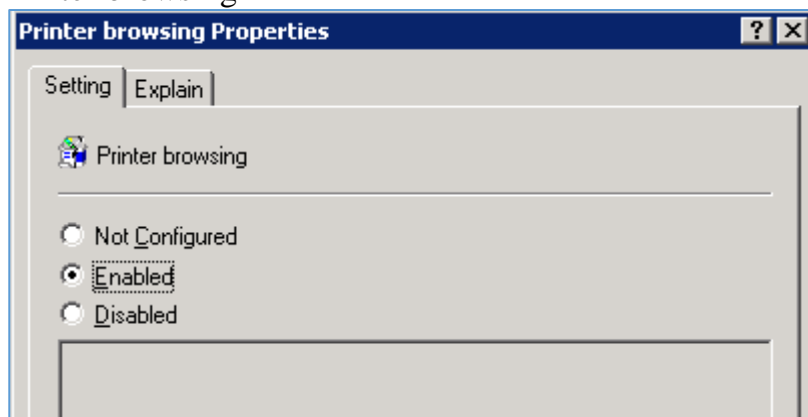 Printer browsing Properties
Setting Explain
Printer browsing
Not Configured
Enabled
Disabled